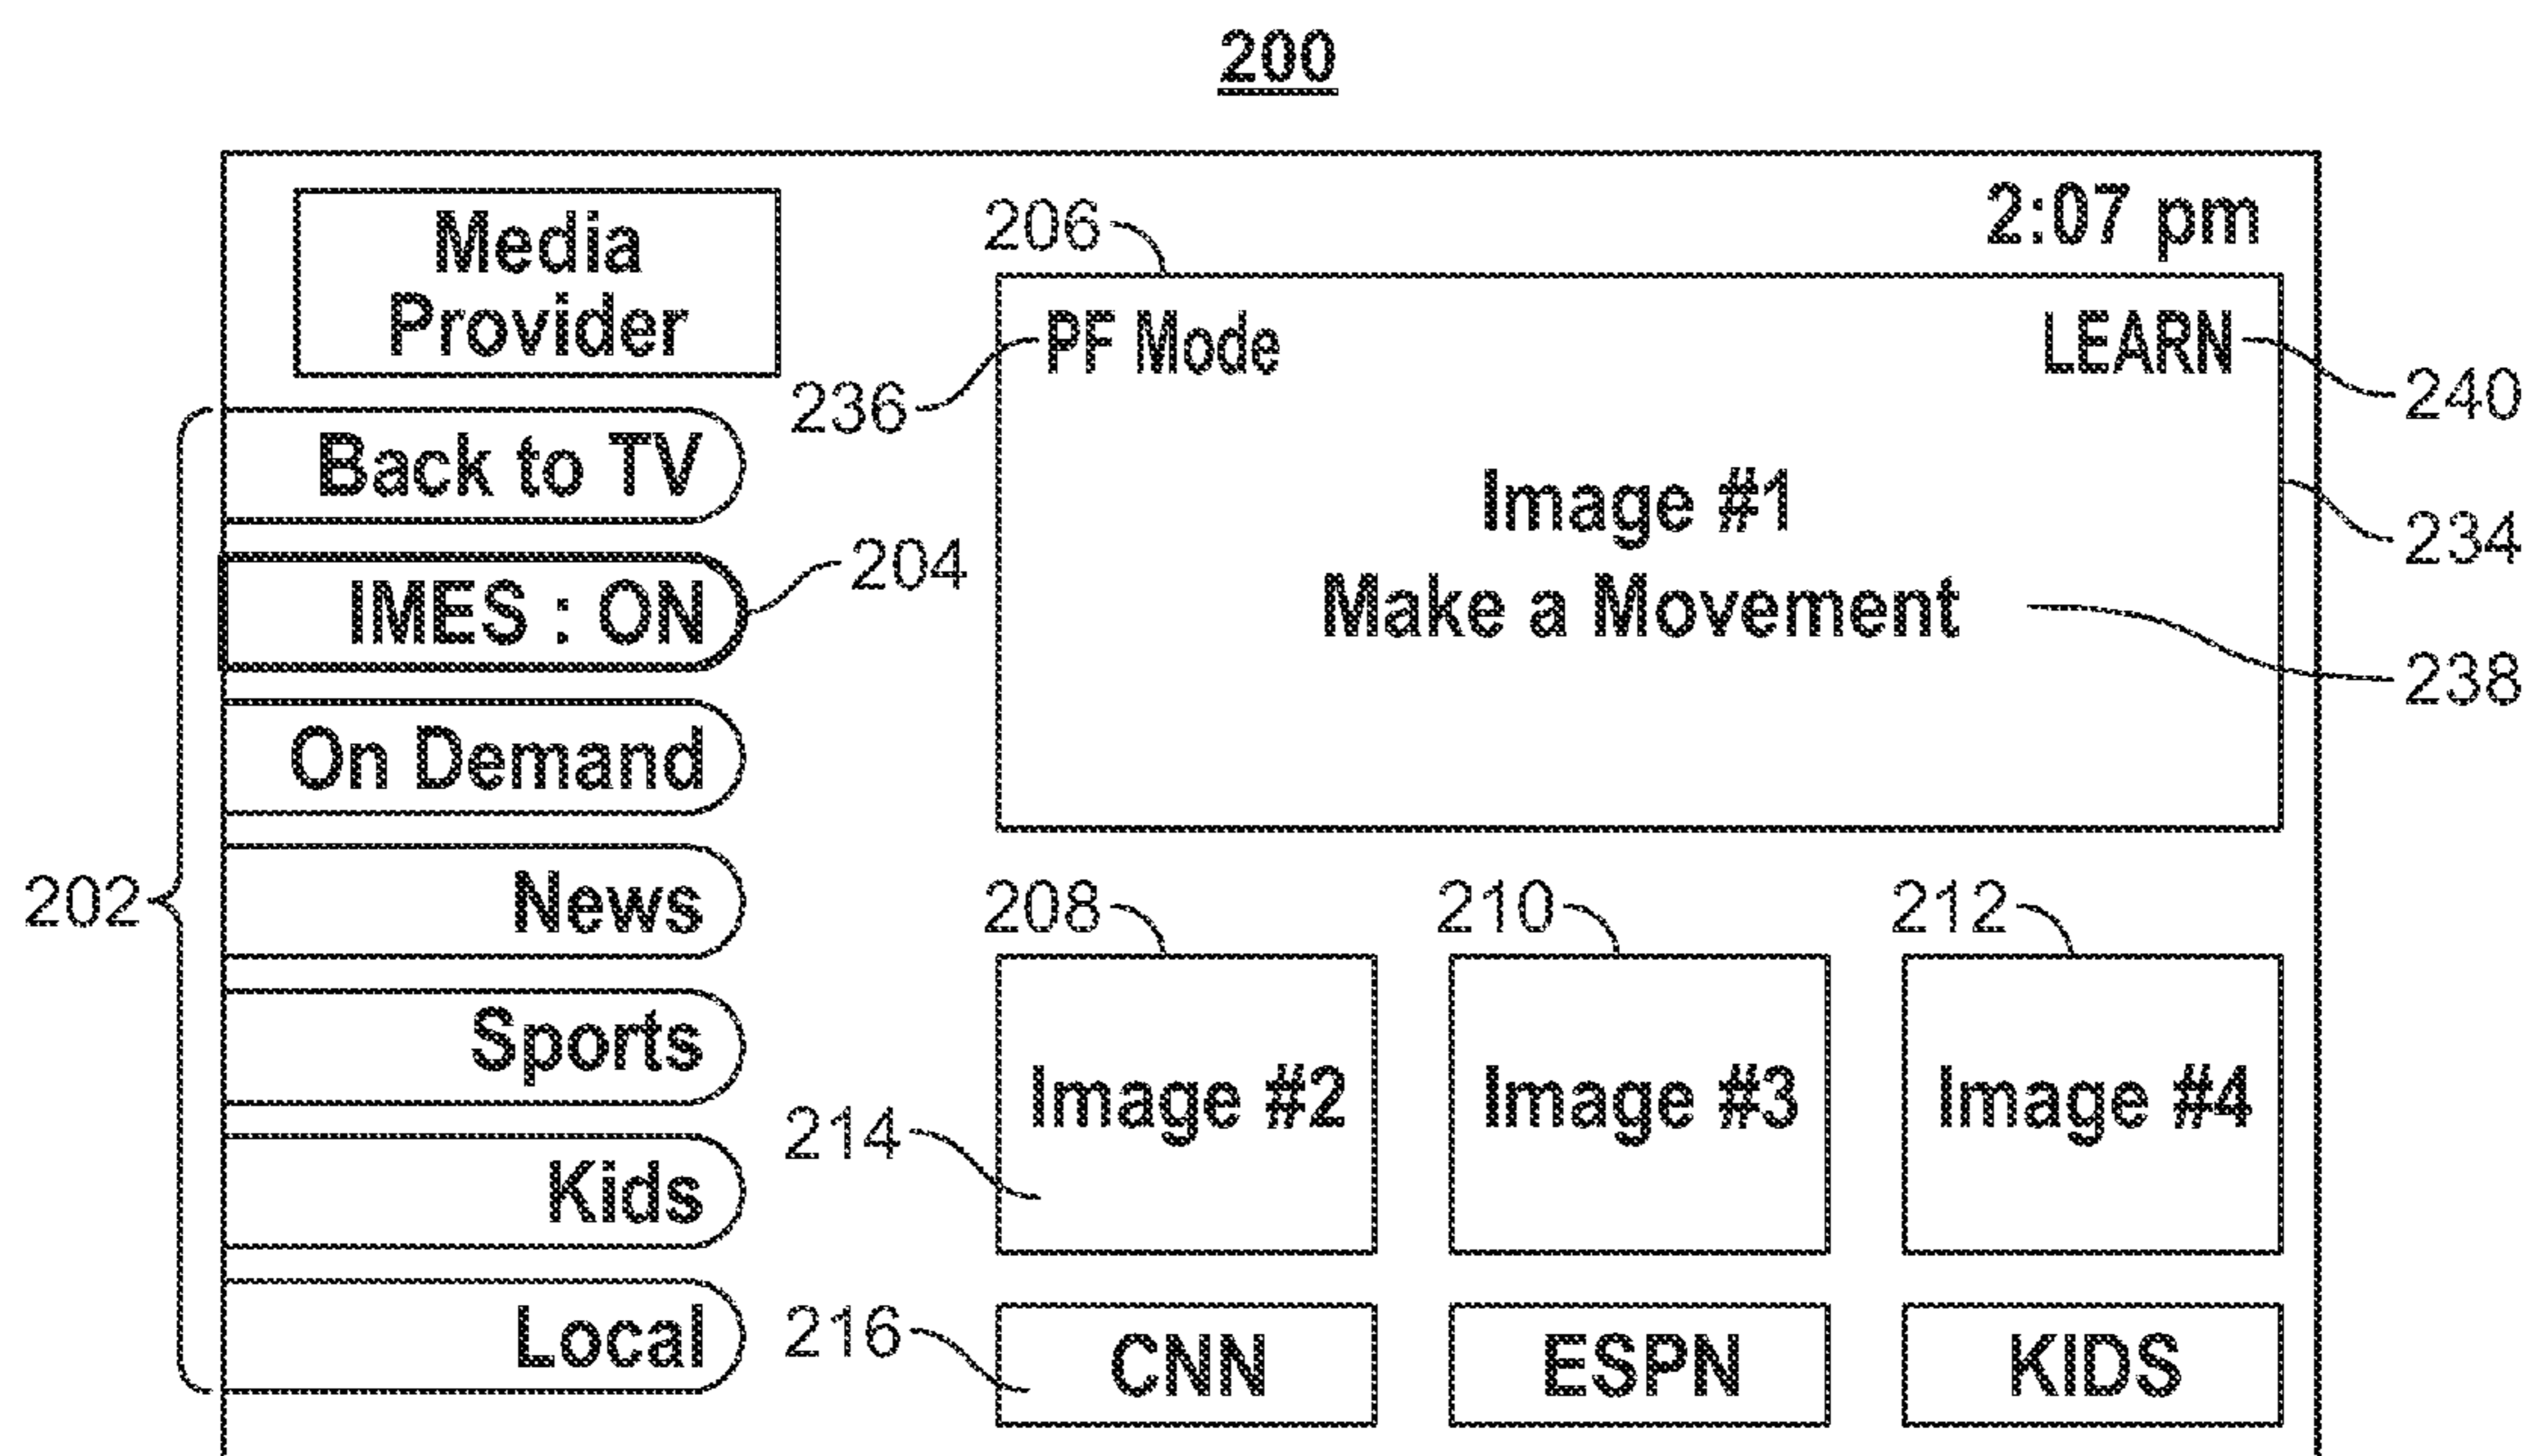 200
2:07 pm
Media
Provider
206
PF Mode
LEARN
236
240
Back to TV
Image #1
234
IMES : ON
204
Make a Movement
238
On Demand
202
News
208
210
212
Sports
Image #2
Image #3
Image #4
214
Kids
Local
216
CNN
ESPN
KIDS